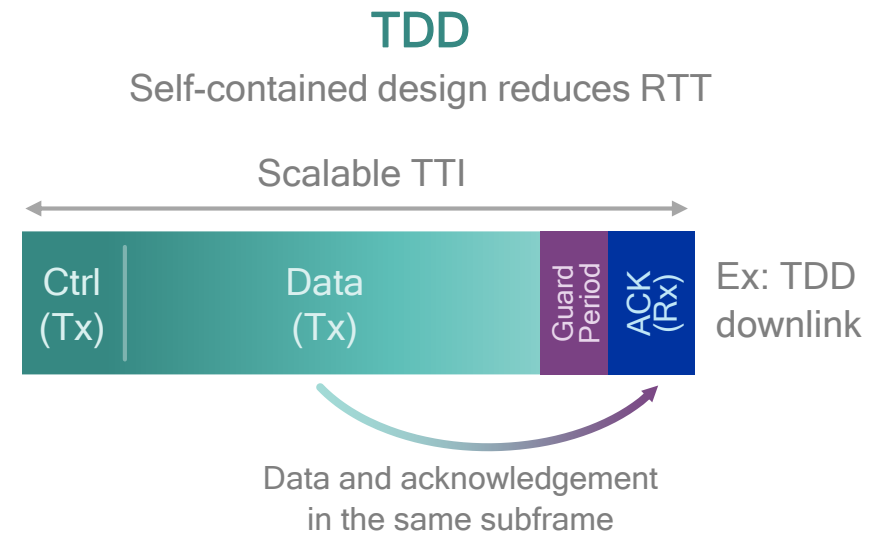 TDD
Self-contained design reduces RTT
Scalable TTI
Ctrl
(Tx)
Data
(Tx)
Guard
Period
ACK
(Rx)
Ex: TDD
downlink
Data and acknowledgement
in the same subframe